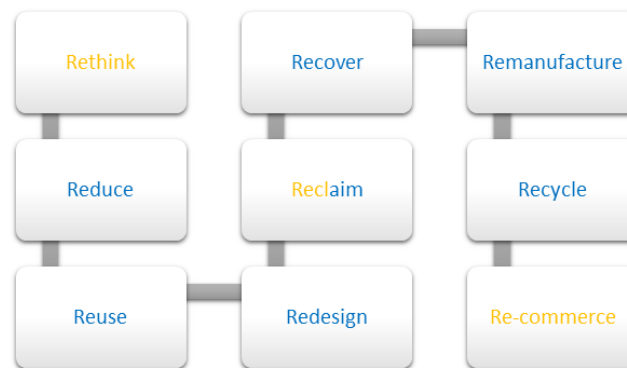 Rethink
Reduce
Reuse
Redesign
Reclaim
Recover
Remanufacture
Recycle
Re-commerce